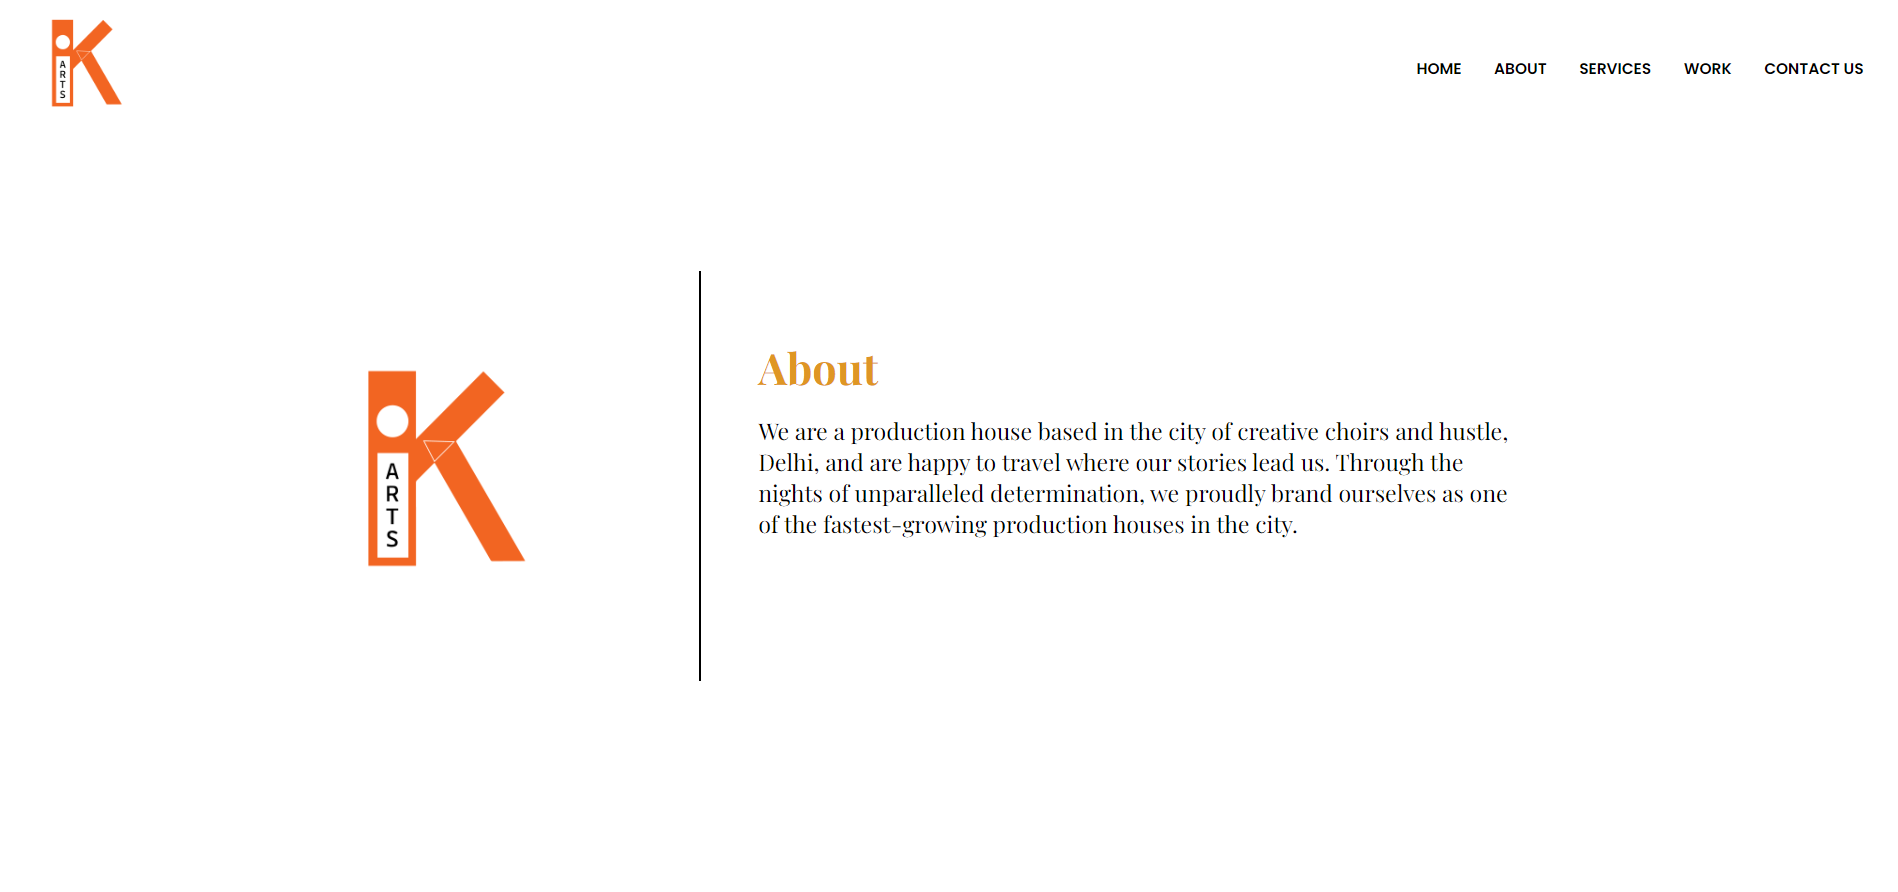 K
ARTS
HOME ABOUT SERVICES WORK CONTACT US
K
ARTS
About
We are a production house based in the city of creative choirs and hustle,
Delhi, and are happy to travel where our stories lead us. Through the
nights of unparalleled determination, we proudly brand ourselves as one
of the fastest-growing production houses in the city.